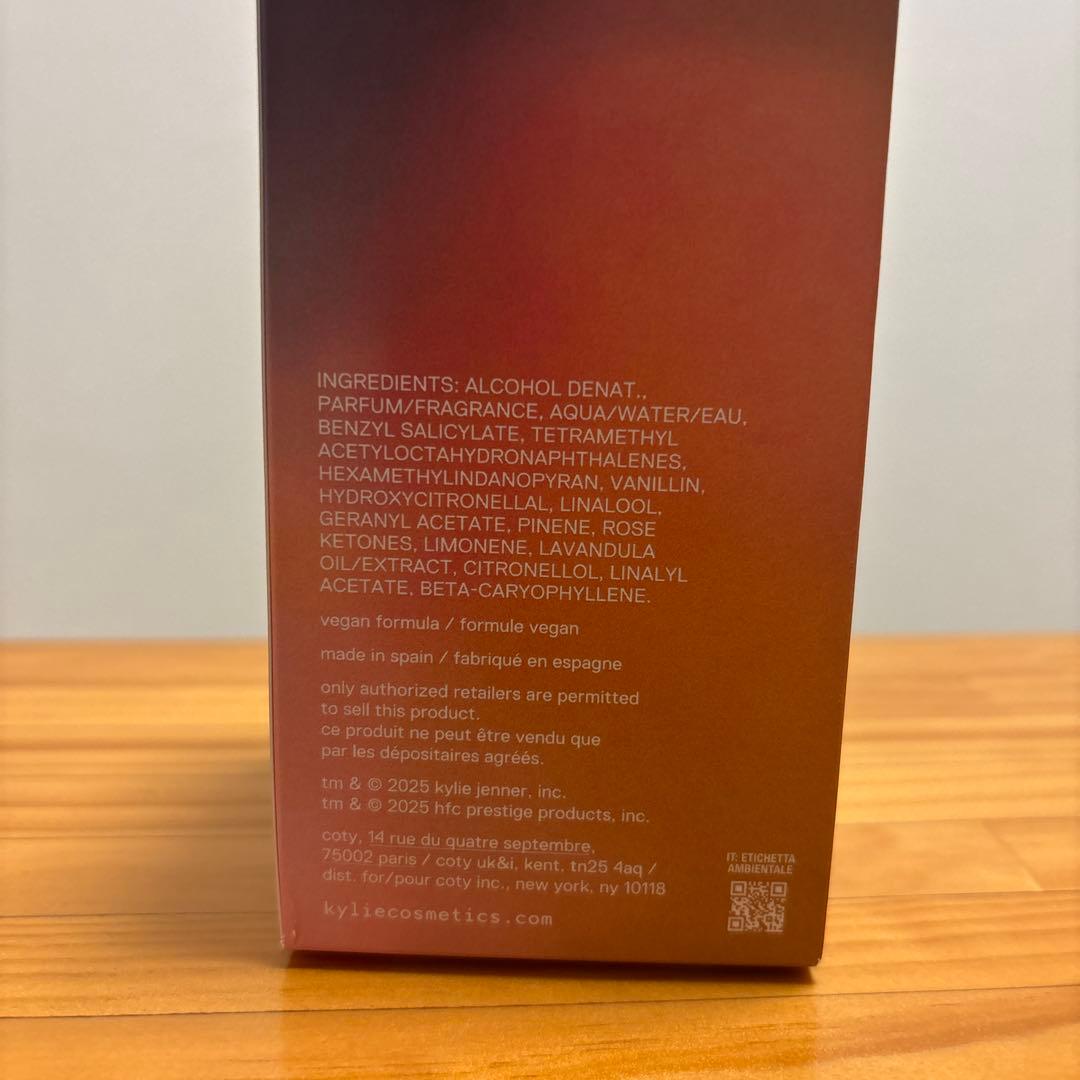 INGREDIENTS: ALCOHOL DENAT.,
PARFUM/FRAGRANCE, AQUA/WATER/EAU,
BENZYL SALICYLATE, TETRAMETHYL
ACETYLOCTAHYDRONAPHTHALENES,
HEXAMETHYLINDANOPYRAN, VANILLIN,
HYDROXYCITRONELLAL, LINALOOL,
GERANYL ACETATE, PINENE, ROSE
KETONES, LIMONENE, LAVANDULA
OIL/EXTRACT, CITRONELLOL, LINALYL
ACETATE, BETA-CARYOPHYLLENE.
vegan formula / formule vegan
made in spain / fabriqué en espagne
only authorized retailers are permitted
to sell this product.
ce produit ne peut être vendu que
par les dépositaires agréés.
tm & © 2025 kylie jenner, inc.
tm & © 2025 hfc prestige products, inc.
coty, 14 rue du quatre septembre,
75002 paris / coty uk&i, kent, tn25 4aq /
dist. for/pour coty inc., new york, ny 10118
kyliecosmetics.com
IT: ETICHETTA
AMBIENTALE